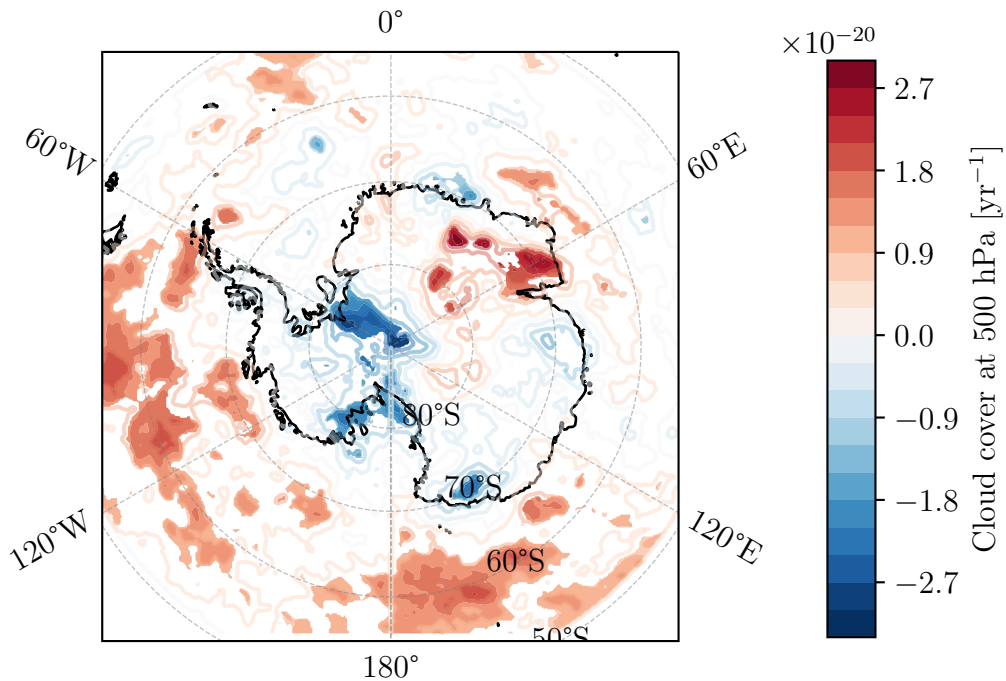 0°
×10⁻²⁰
60°W
60°E
2.7
1.8
0.9
0.0
−0.9
−1.8
−2.7
Cloud cover at 500 hPa [yr⁻¹]
80°S
70°S
60°S
50°S
120°W
120°E
180°